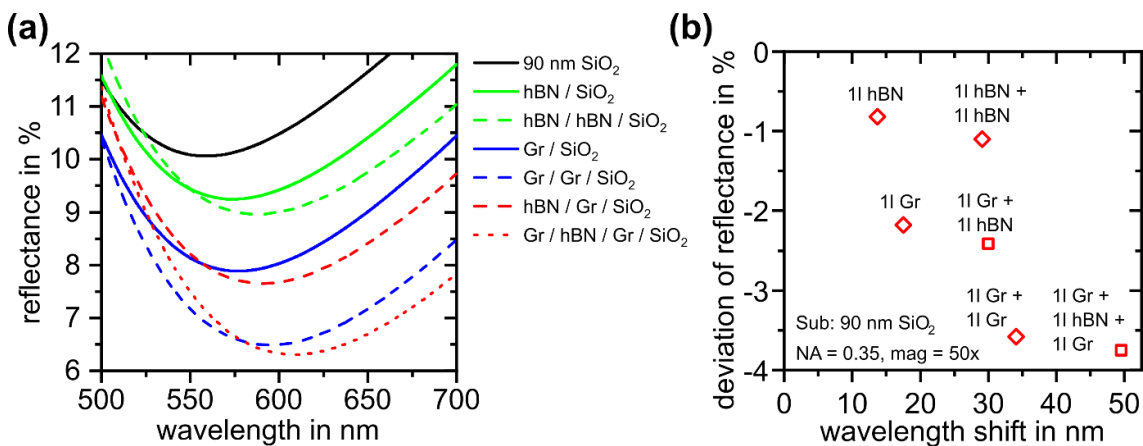 (a)
12
11
10
9
8
7
6
reflectance in %
500
550
600
650
700
wavelength in nm
90 nm SiO₂
hBN / SiO₂
hBN / hBN / SiO₂
Gr / SiO₂
Gr / Gr / SiO₂
hBN / Gr / SiO₂
Gr / hBN / Gr / SiO₂
(b)
0
-1
-2
-3
-4
deviation of reflectance in %
1l hBN
1l hBN +
1l hBN
1l Gr
1l Gr +
1l hBN
1l Gr +
1l Gr
1l Gr +
1l hBN +
1l Gr
Sub: 90 nm SiO₂
NA = 0.35, mag = 50x
0
10
20
30
40
50
wavelength shift in nm